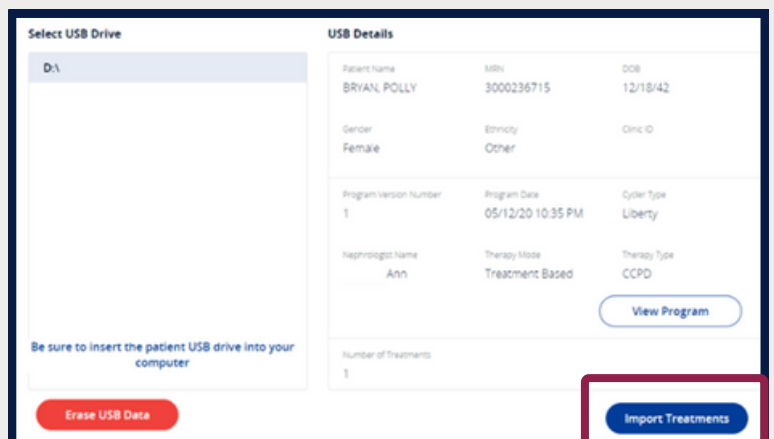 Select USB Drive
USB Details
D:\
Patient Name MRN DOB
BRYAN, POLLY 3000236715 12/18/42
Gender Ethnicity Clinic ID
Female Other
Program Version Number Program Date Cycler Type
1 05/12/20 10:35 PM Liberty
Nephrologist Name Therapy Mode Therapy Type
Ann Treatment Based CCPD
View Program
Be sure to insert the patient USB drive into your
computer
Number of Treatments
1
Erase USB Data
Import Treatments